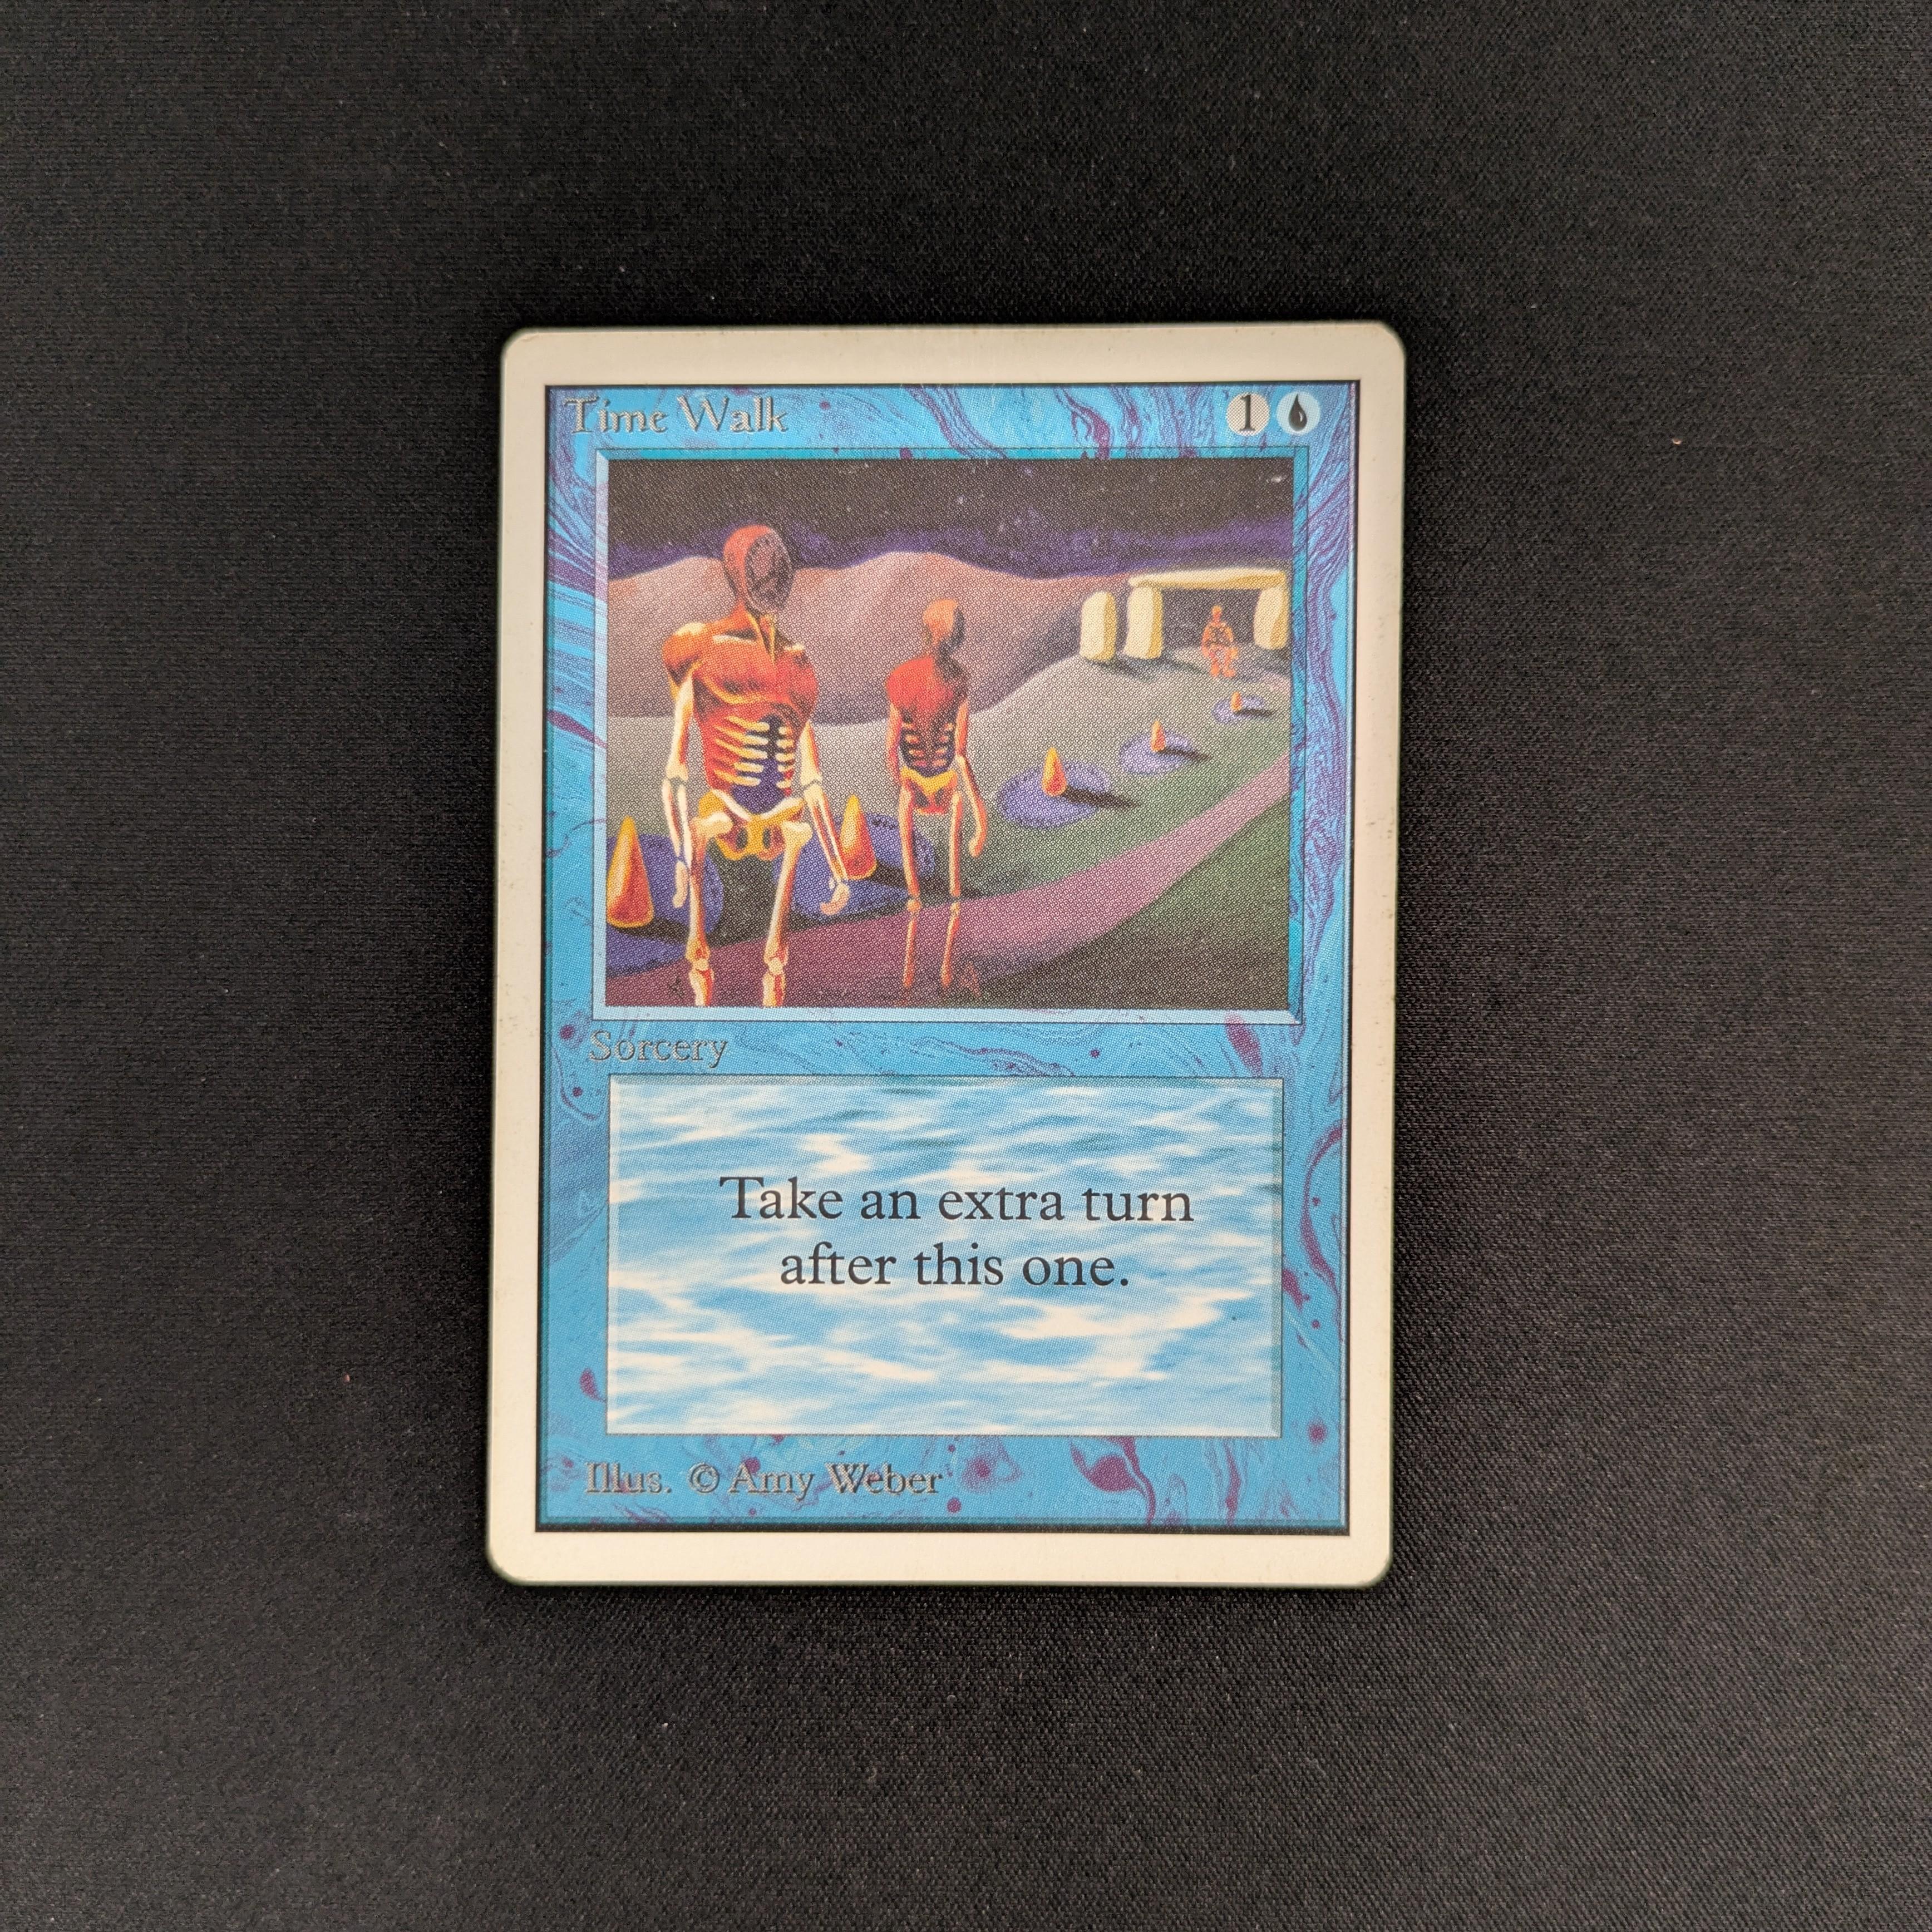 Time Walk 1
Sorcery
Take an extra turn
after this one.
Illus. © Amy Weber